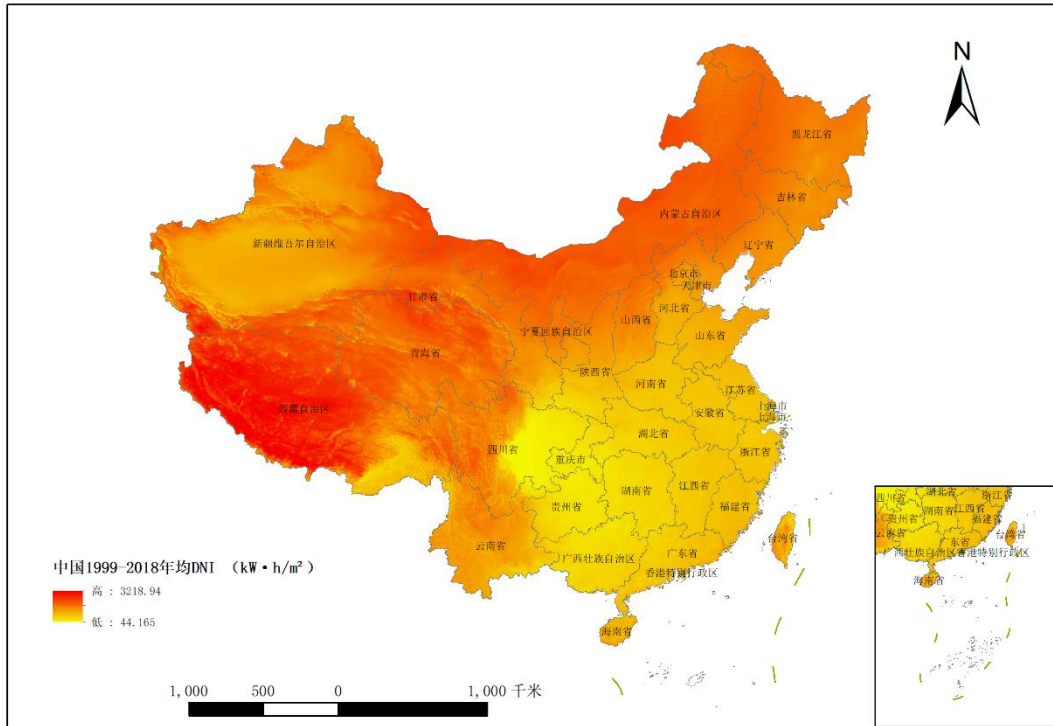 N
黑龙江省
吉林省
内蒙古自治区
辽宁省
新疆维吾尔自治区
北京市
天津市
甘肃省
河北省
山西省
宁夏回族自治区
山东省
青海省
陕西省
河南省
江苏省
西藏自治区
上海市
上海市
安徽省
湖北省
四川省
浙江省
重庆市
湖南省
江西省
贵州省
福建省
云南省
台湾省
广西壮族自治区
广东省
香港特别行政区
海南省
中国1999-2018年均DNI （kW·h/m²）
高 : 3218.94
低 : 44.165
1,000 500 0 1,000 千米
四川省
湖北省
浙江省
贵州省
湖南省
江西省
福建省
云南省
台湾省
广东省
广西壮族自治区
香港特别行政区
海南省